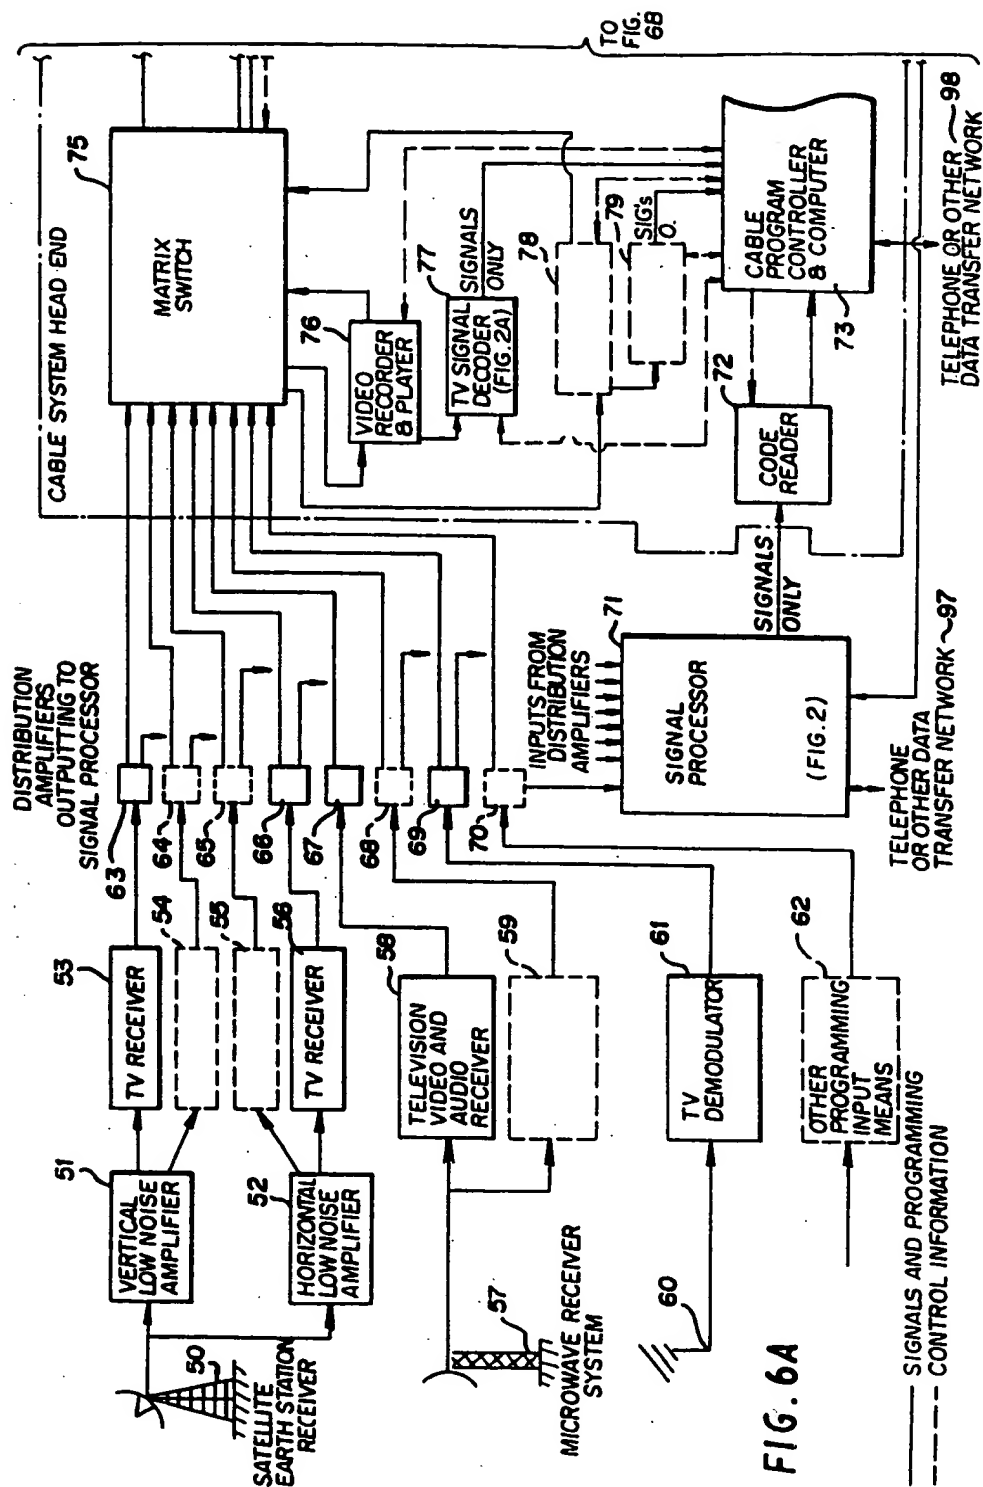 TO
FIG.
6B
CABLE SYSTEM HEAD END
75
MATRIX
SWITCH
76
VIDEO
RECORDER
& PLAYER
77
TV SIGNAL
DECODER
(FIG. 2A)
SIGNALS
ONLY
78
79
SIG'S
O.
CABLE
PROGRAM
CONTROLLER
& COMPUTER
73
72
CODE
READER
TELEPHONE OR OTHER
DATA TRANSFER NETWORK
98
DISTRIBUTION
AMPLIFIERS
OUTPUTTING TO
SIGNAL PROCESSOR
63
64
65
66
67
68
69
70
INPUTS FROM
DISTRIBUTION
AMPLIFIERS
71
SIGNAL
PROCESSOR
(FIG. 2)
SIGNALS
ONLY
TELEPHONE
OR OTHER DATA
TRANSFER NETWORK
97
53
TV RECEIVER
54
55
56
TV RECEIVER
58
TELEVISION
VIDEO AND
AUDIO
RECEIVER
59
61
TV
DEMODULATOR
62
OTHER
PROGRAMMING
INPUT
MEANS
51
VERTICAL
LOW NOISE
AMPLIFIER
52
HORIZONTAL
LOW NOISE
AMPLIFIER
50
SATELLITE
EARTH STATION
RECEIVER
57
MICROWAVE RECEIVER
SYSTEM
60
FIG. 6A
SIGNALS AND PROGRAMMING
CONTROL INFORMATION